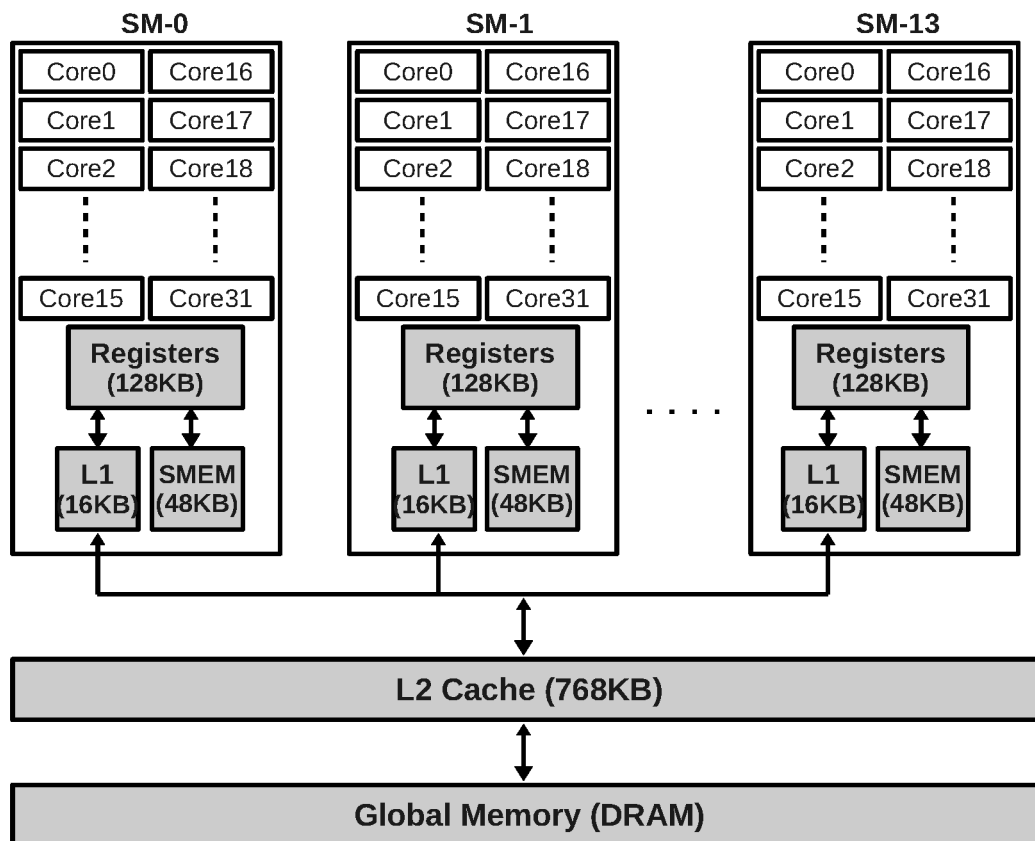 SM-0
Core0 Core16
Core1 Core17
Core2 Core18
Core15 Core31
Registers
(128KB)
L1
(16KB)
SMEM
(48KB)
SM-1
Core0 Core16
Core1 Core17
Core2 Core18
Core15 Core31
Registers
(128KB)
L1
(16KB)
SMEM
(48KB)
. . . .
SM-13
Core0 Core16
Core1 Core17
Core2 Core18
Core15 Core31
Registers
(128KB)
L1
(16KB)
SMEM
(48KB)
L2 Cache (768KB)
Global Memory (DRAM)